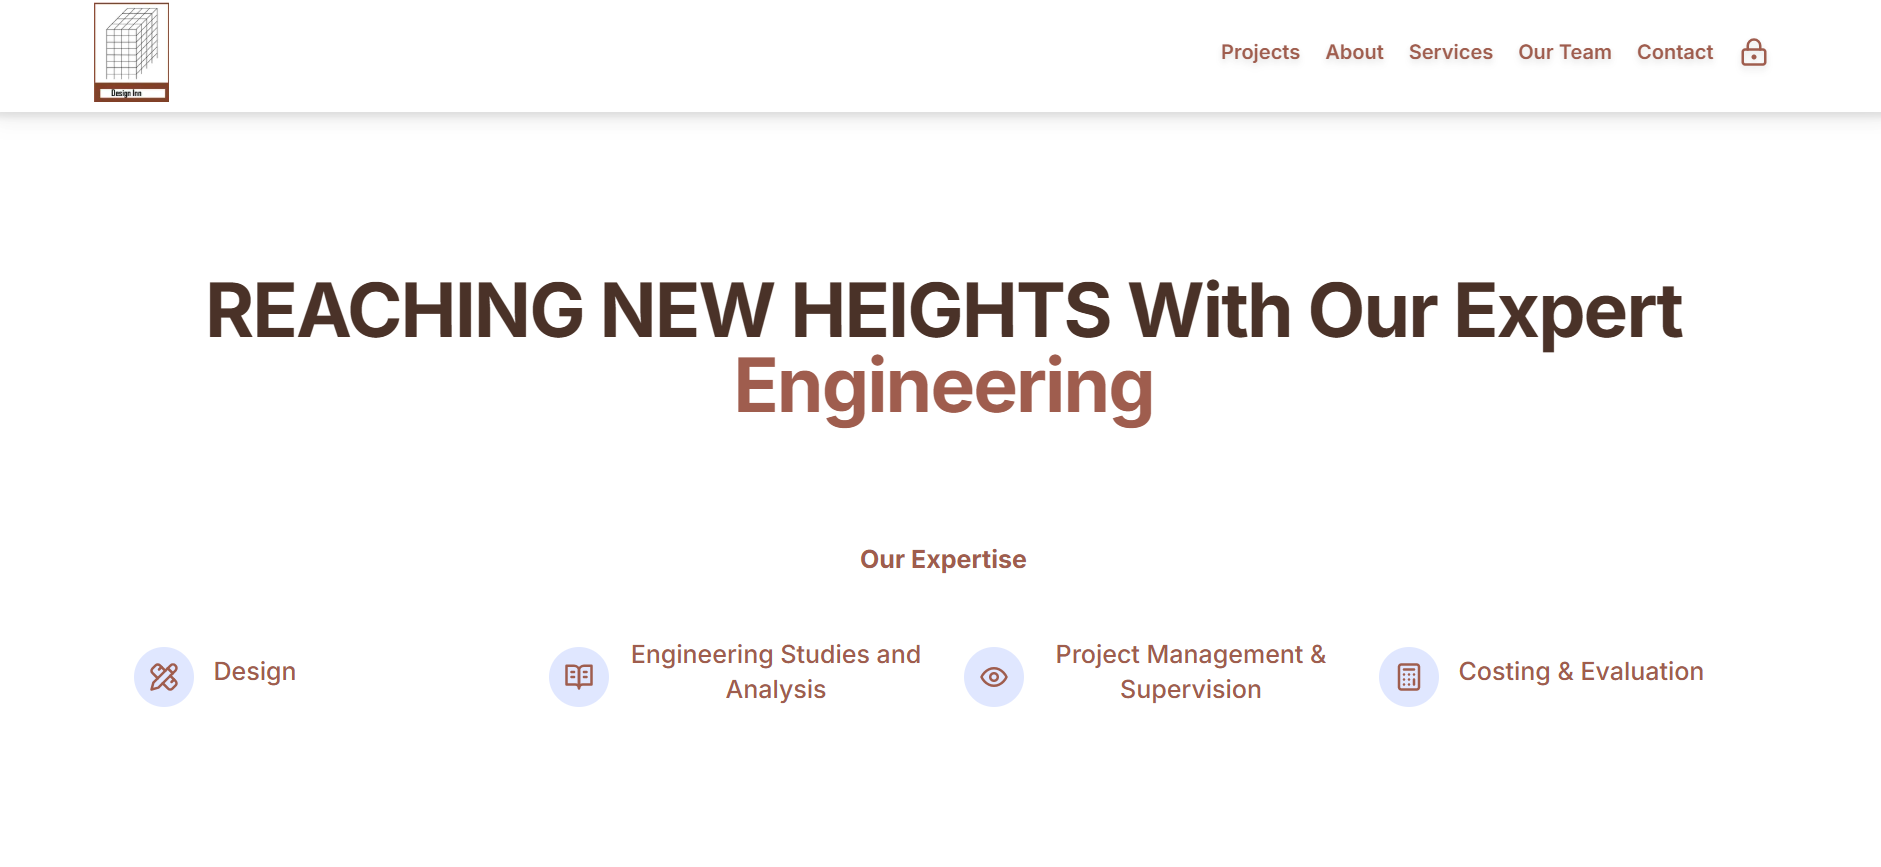 Design Inn
Projects About Services Our Team Contact
REACHING NEW HEIGHTS With Our Expert
Engineering
Our Expertise
Design
Engineering Studies and
Analysis
Project Management &
Supervision
Costing & Evaluation